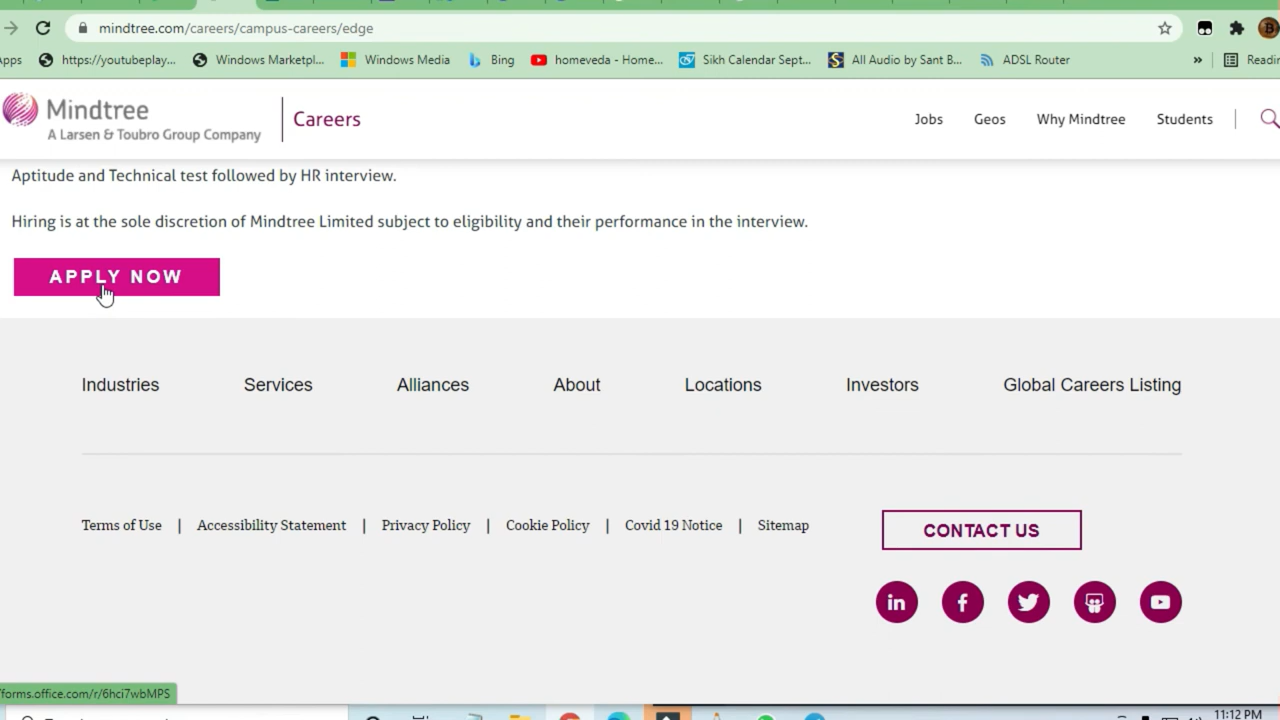 mindtree.com/careers/campus-careers/edge
pps https://youtubeplay... Windows Marketpl... Windows Media Bing homeveda - Home... Sikh Calendar Sept... All Audio by Sant B... ADSL Router » Readin
Mindtree
A Larsen & Toubro Group Company
Careers
Jobs Geos Why Mindtree Students
Aptitude and Technical test followed by HR interview.
Hiring is at the sole discretion of Mindtree Limited subject to eligibility and their performance in the interview.
APPLY NOW
Industries Services Alliances About Locations Investors Global Careers Listing
Terms of Use | Accessibility Statement | Privacy Policy | Cookie Policy | Covid 19 Notice | Sitemap
CONTACT US
forms.office.com/r/6hci7wbMPS
11:12 PM